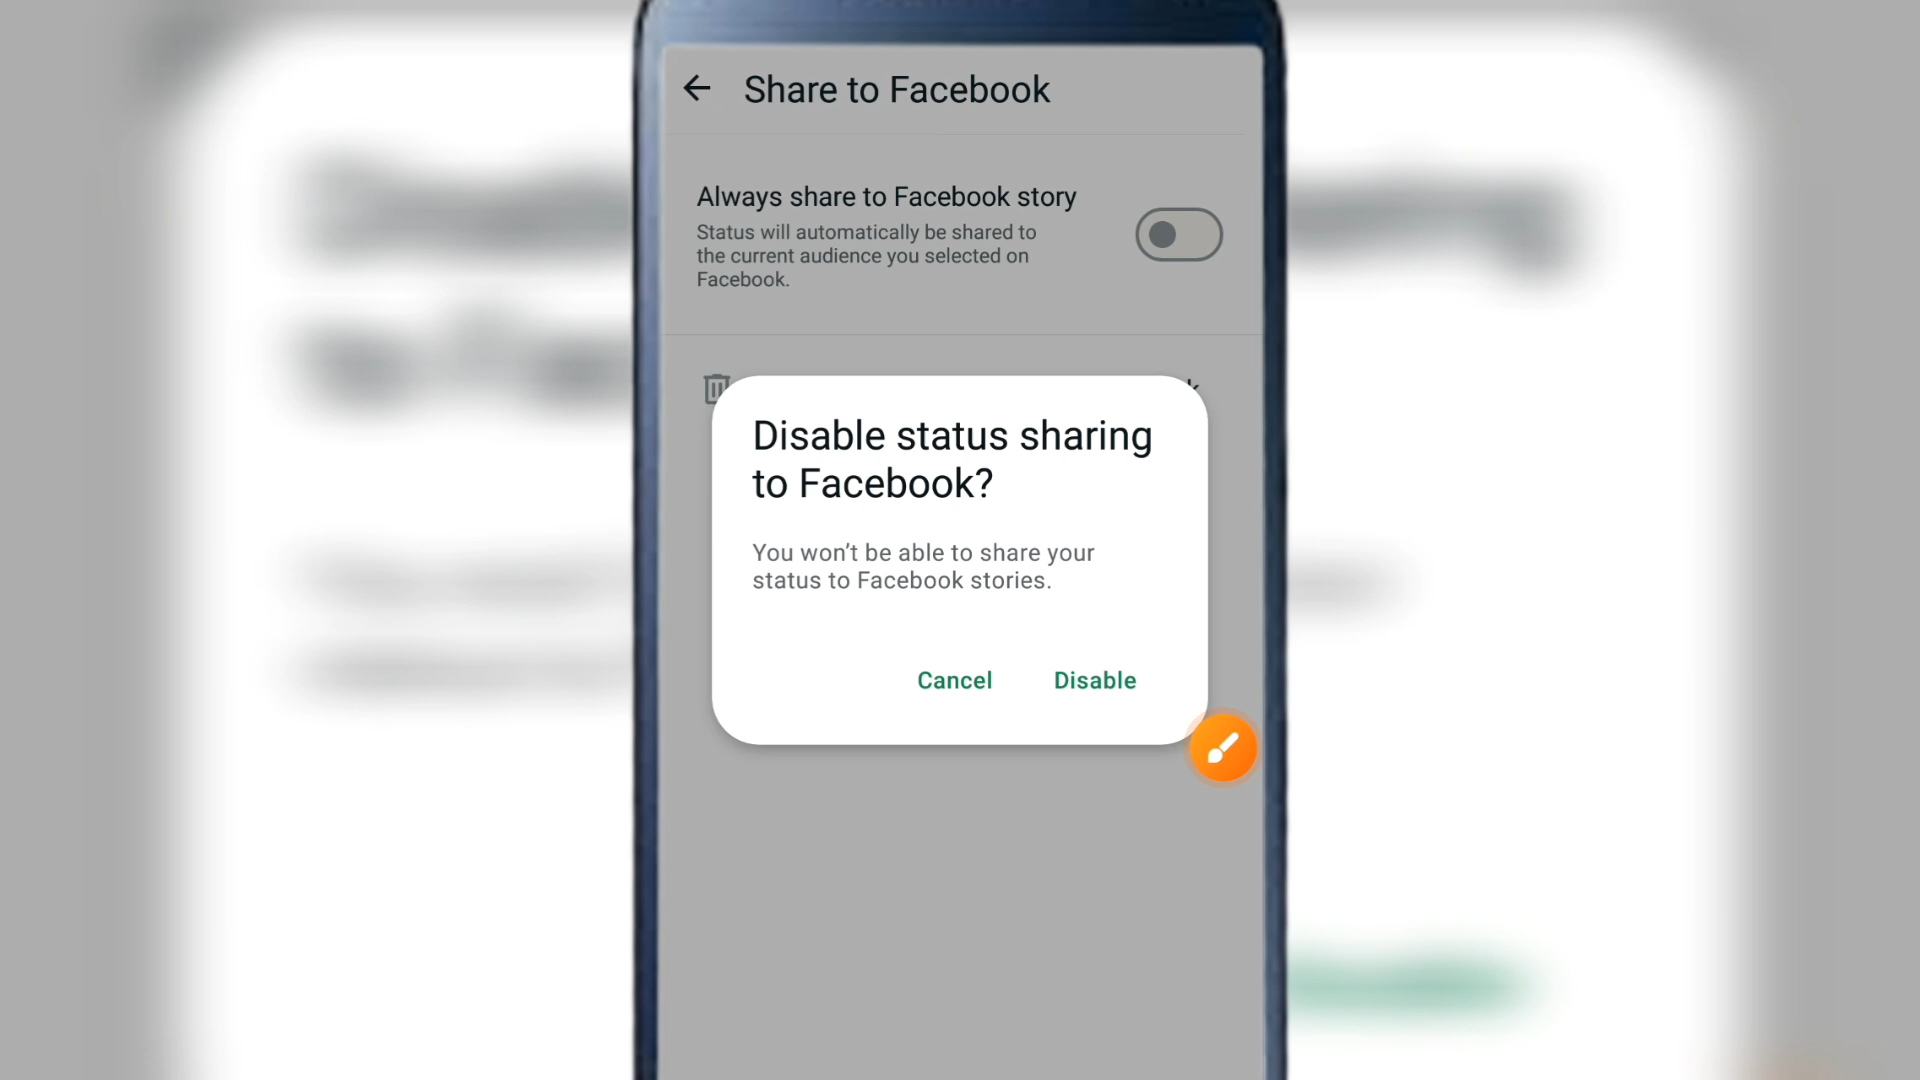 Share to Facebook
Always share to Facebook story
Status will automatically be shared to
the current audience you selected on
Facebook.
Disable status sharing
to Facebook?
You won’t be able to share your
status to Facebook stories.
Cancel
Disable